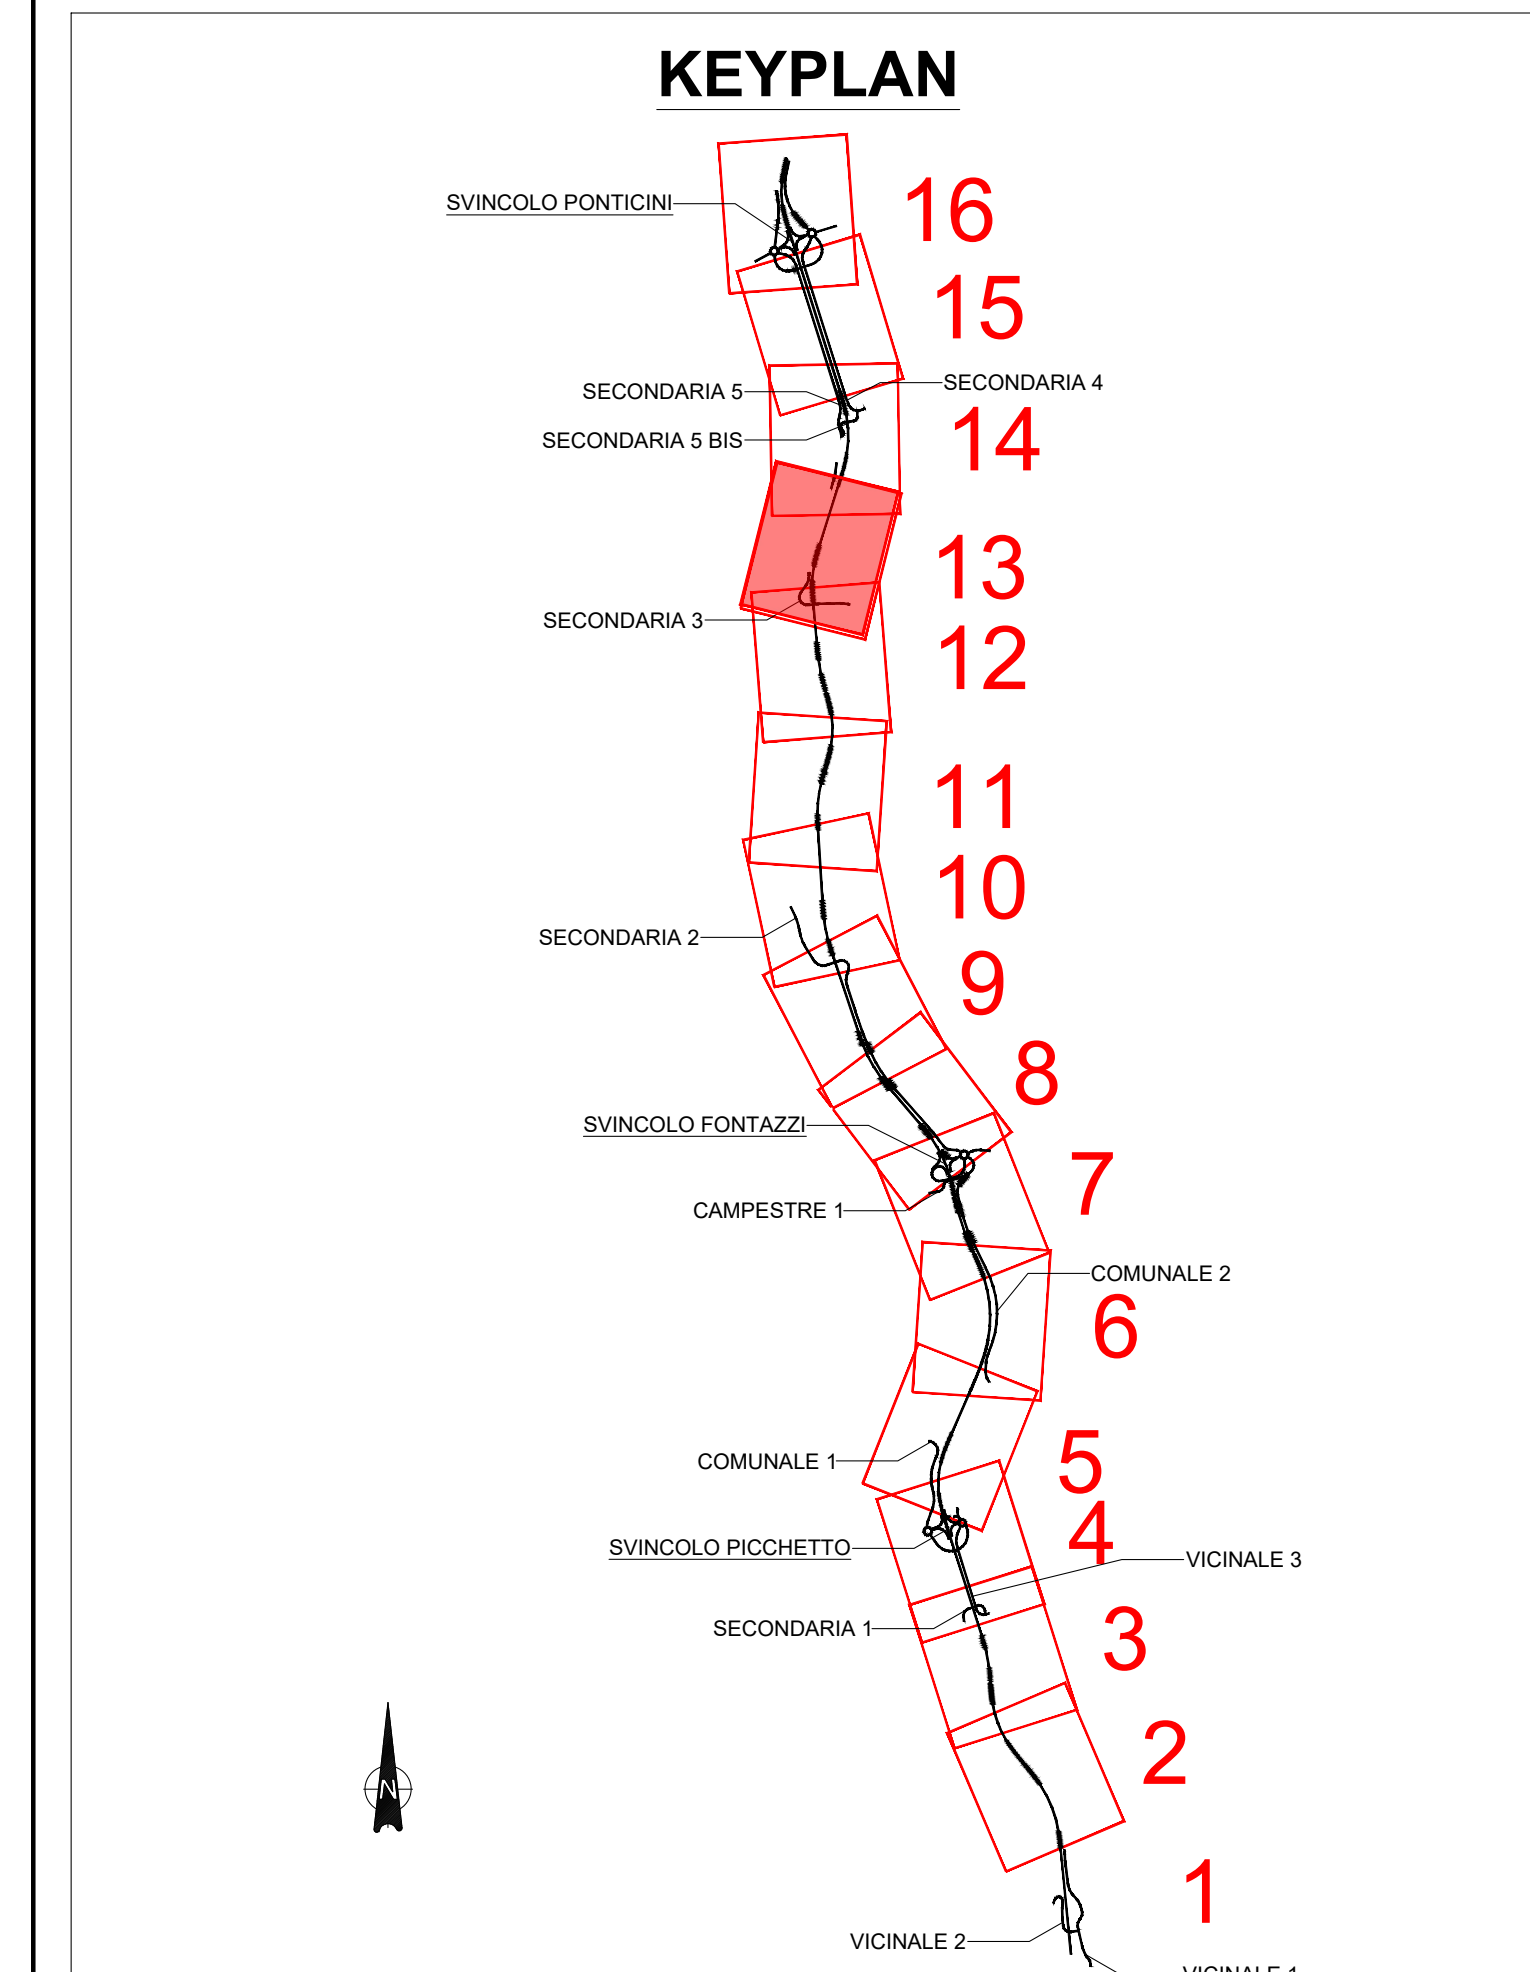 KEYPLAN
16
SVINCOLO PONTICINI
15
SECONDARIA 4
SECONDARIA 5
14
SECONDARIA 5 BIS
13
SECONDARIA 3
12
11
10
SECONDARIA 2
9
8
SVINCOLO FONTAZZI
7
CAMPESTRE 1
COMUNALE 2
6
COMUNALE 1
5
4
SVINCOLO PICCHETTO
VICINALE 3
SECONDARIA 1
3
2
N
1
VICINALE 2
VICINALE 1